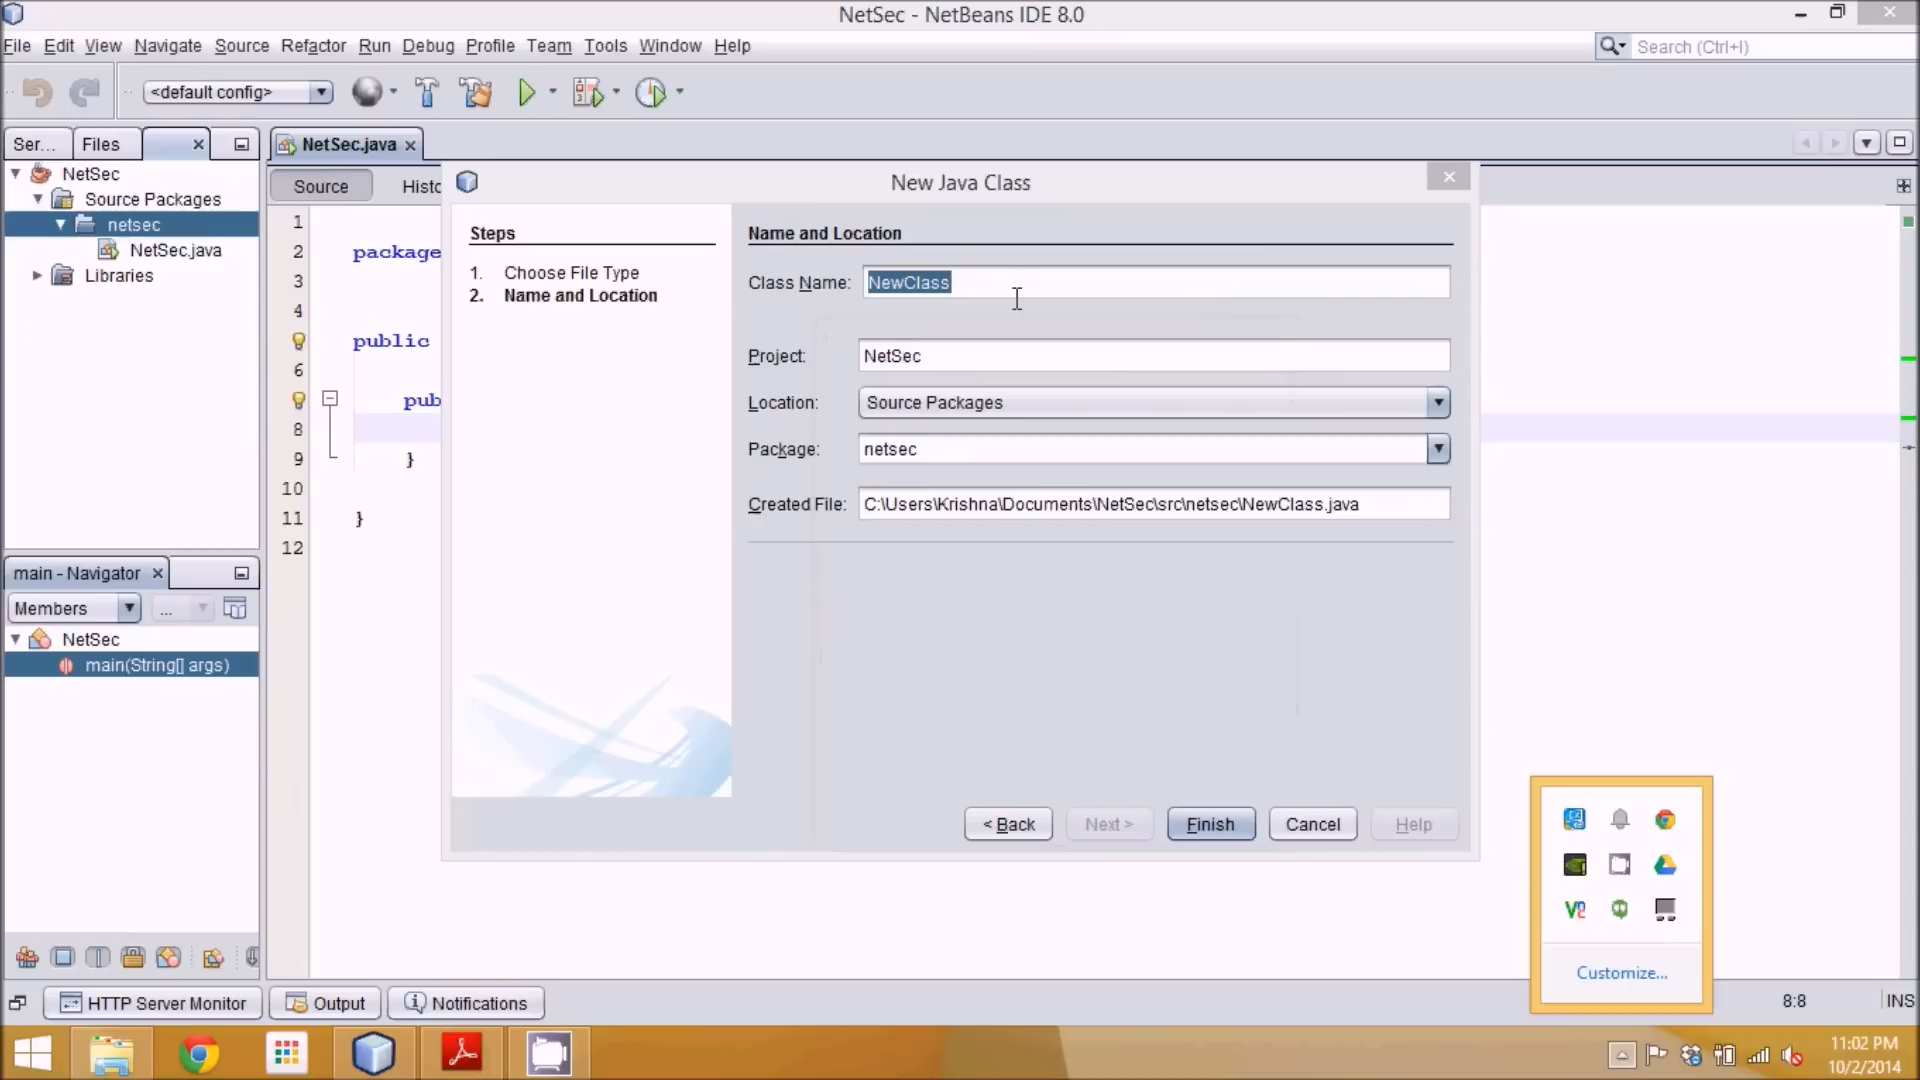 NetSec - NetBeans IDE 8.0
File Edit View Navigate Source Refactor Run Debug Profile Team Tools Window Help
Search (Ctrl+I)
<default config>
Ser... Files
NetSec.java
NetSec
Source Packages
netsec
NetSec.java
Libraries
Source Histo
1
2 package
3
4
public
6
pub
8
9 }
10
11 }
12
New Java Class
Steps
1. Choose File Type
2. Name and Location
Name and Location
Class Name: NewClass
Project: NetSec
Location: Source Packages
Package: netsec
Created File: C:\Users\Krishna\Documents\NetSec\src\netsec\NewClass.java
< Back Next > Finish Cancel Help
main - Navigator
Members ...
NetSec
main(String[] args)
Customize...
HTTP Server Monitor Output Notifications
8:8 INS
11:02 PM
10/2/2014